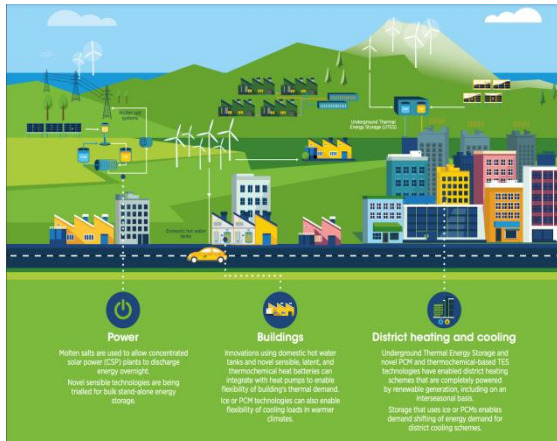 Molten salt
systems
Underground Thermal
Energy Storage (UTES)
Domestic hot water
tanks
Power
Molten salts are used to allow concentrated
solar power (CSP) plants to discharge
energy overnight.
Novel sensible technologies are being
trialled for bulk stand-alone energy
storage.
Buildings
Innovations using domestic hot water
tanks and novel sensible, latent, and
thermochemical heat batteries can
integrate with heat pumps to enable
flexibility of building's thermal demand.
Ice or PCM technologies can also enable
flexibility of cooling loads in warmer
climates.
District heating and cooling
Underground Thermal Energy Storage and
novel PCM and thermochemical-based TES
technologies have enabled district heating
schemes that are completely powered
by renewable generation, including on an
interseasonal basis.
Storage that uses ice or PCMs enables
demand shifting of energy demand for
district cooling schemes.